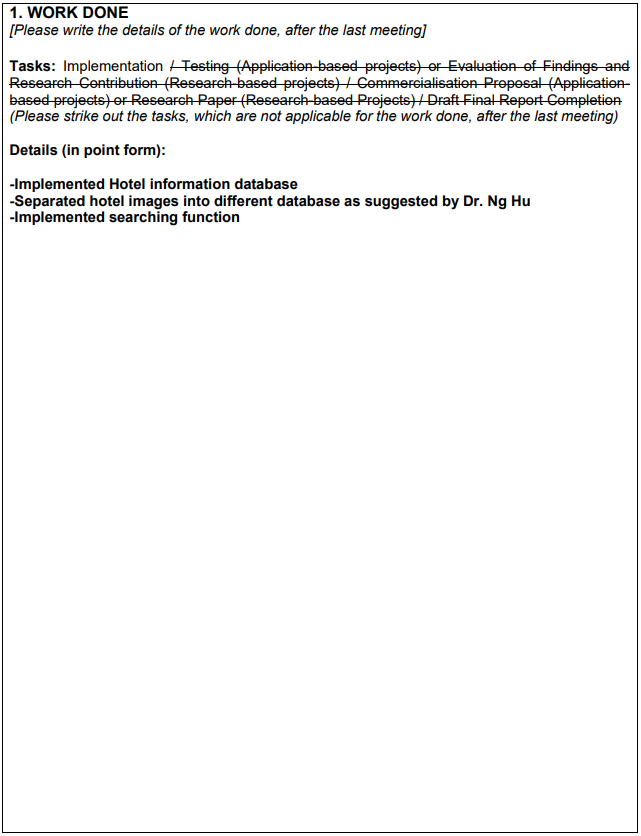 1. WORK DONE
[Please write the details of the work done, after the last meeting]
Tasks: Implementation / Testing (Application-based projects) or Evaluation of Findings and
Research Contribution (Research-based projects) / Commercialisation Proposal (Application-
based projects) or Research Paper (Research-based Projects) / Draft Final Report Completion
(Please strike out the tasks, which are not applicable for the work done, after the last meeting)
Details (in point form):
-Implemented Hotel information database
-Separated hotel images into different database as suggested by Dr. Ng Hu
-Implemented searching function